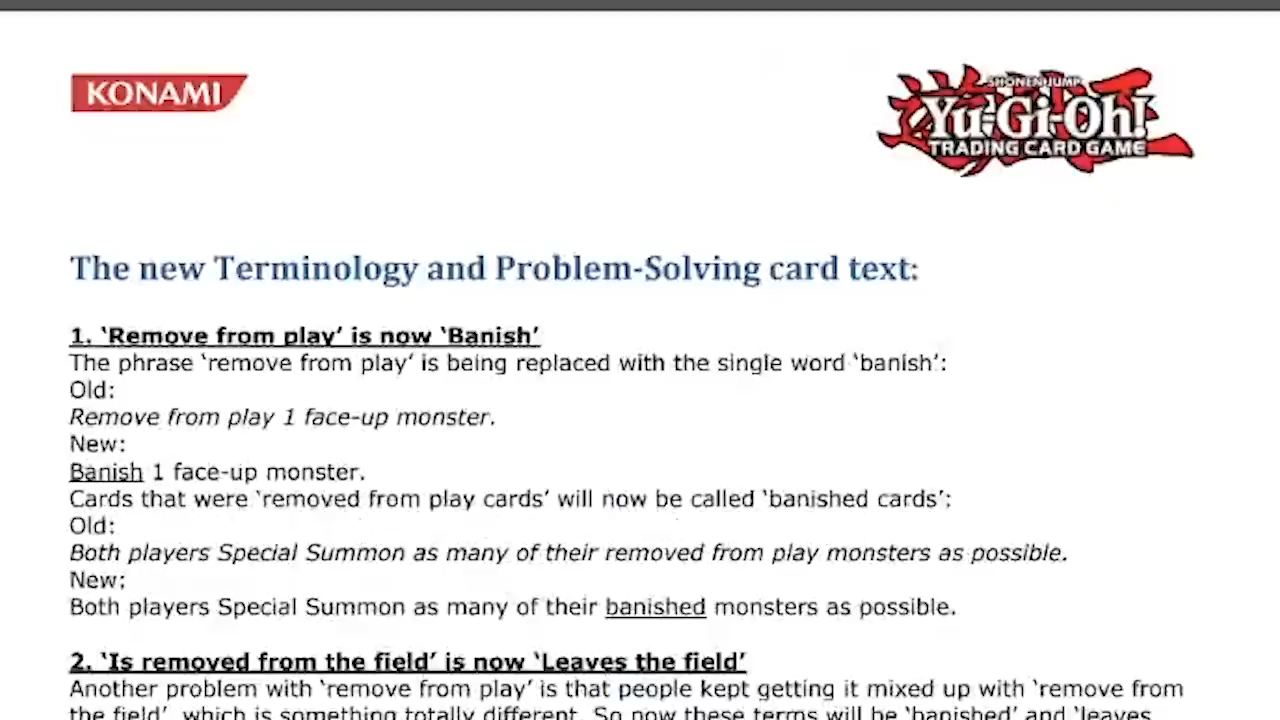 KONAMI
SHONEN JUMP
Yu-Gi-Oh!
TRADING CARD GAME
The new Terminology and Problem-Solving card text:
1. ‘Remove from play’ is now ‘Banish’
The phrase ‘remove from play’ is being replaced with the single word ‘banish’:
Old:
Remove from play 1 face-up monster.
New:
Banish 1 face-up monster.
Cards that were ‘removed from play cards’ will now be called ‘banished cards’:
Old:
Both players Special Summon as many of their removed from play monsters as possible.
New:
Both players Special Summon as many of their banished monsters as possible.
2. ‘Is removed from the field’ is now ‘Leaves the field’
Another problem with ‘remove from play’ is that people kept getting it mixed up with ‘remove from
the field’, which is something totally different. So now these terms will be ‘banished’ and ‘leaves